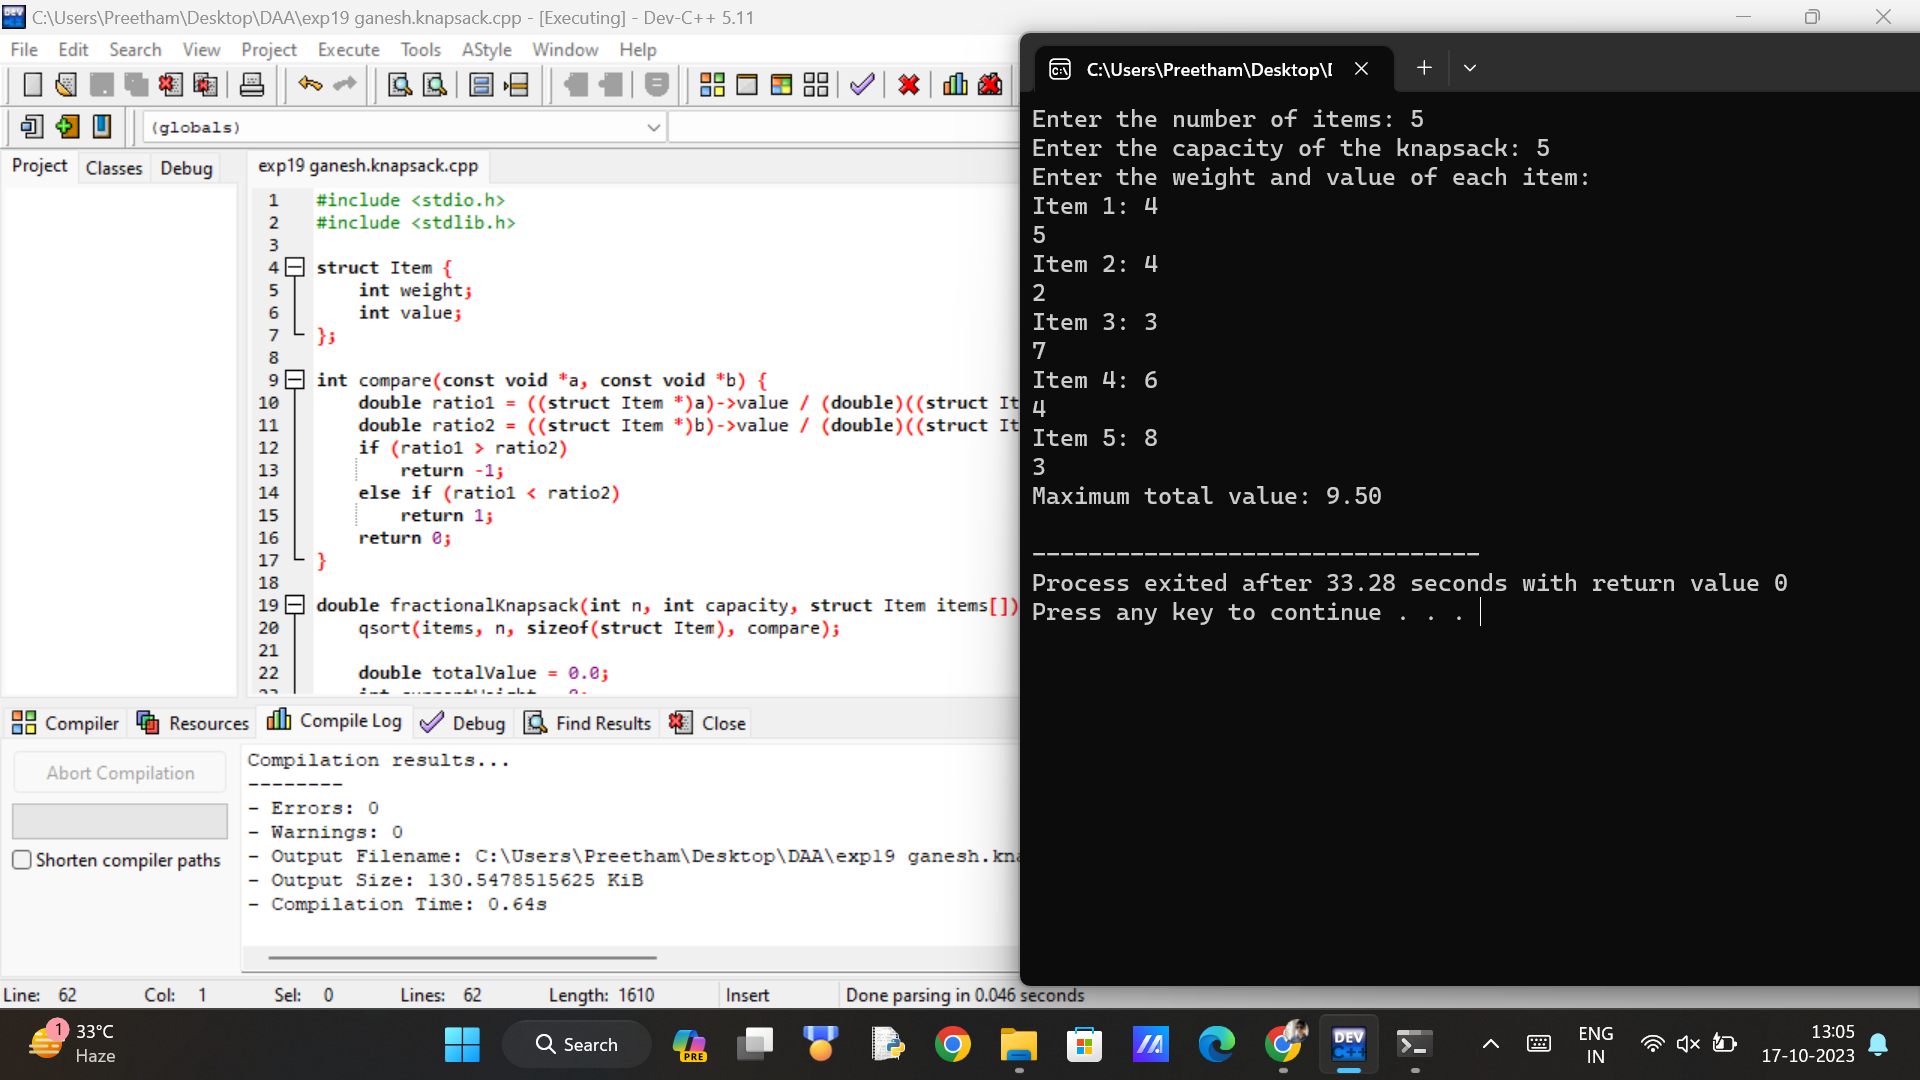 C:\Users\Preetham\Desktop\DAA\exp19 ganesh.knapsack.cpp - [Executing] - Dev-C++ 5.11
File Edit Search View Project Execute Tools AStyle Window Help
(globals)
Project Classes Debug
exp19 ganesh.knapsack.cpp
1 #include <stdio.h>
2 #include <stdlib.h>
3
4 struct Item {
5 int weight;
6 int value;
7 };
8
9 int compare(const void *a, const void *b) {
10 double ratio1 = ((struct Item *)a)->value / (double)((struct It
11 double ratio2 = ((struct Item *)b)->value / (double)((struct It
12 if (ratio1 > ratio2)
13 return -1;
14 else if (ratio1 < ratio2)
15 return 1;
16 return 0;
17 }
18
19 double fractionalKnapsack(int n, int capacity, struct Item items[])
20 qsort(items, n, sizeof(struct Item), compare);
21
22 double totalValue = 0.0;
Compiler Resources Compile Log Debug Find Results Close
Abort Compilation
Shorten compiler paths
Compilation results...
--------
- Errors: 0
- Warnings: 0
- Output Filename: C:\Users\Preetham\Desktop\DAA\exp19 ganesh.kna
- Output Size: 130.5478515625 KiB
- Compilation Time: 0.64s
Line: 62 Col: 1 Sel: 0 Lines: 62 Length: 1610 Insert Done parsing in 0.046 seconds
C:\Users\Preetham\Desktop\[
Enter the number of items: 5
Enter the capacity of the knapsack: 5
Enter the weight and value of each item:
Item 1: 4
5
Item 2: 4
2
Item 3: 3
7
Item 4: 6
4
Item 5: 8
3
Maximum total value: 9.50
--------------------------------
Process exited after 33.28 seconds with return value 0
Press any key to continue . . .
1
33°C
Haze
Search
PRE
DEV
C++
ENG
IN
13:05
17-10-2023